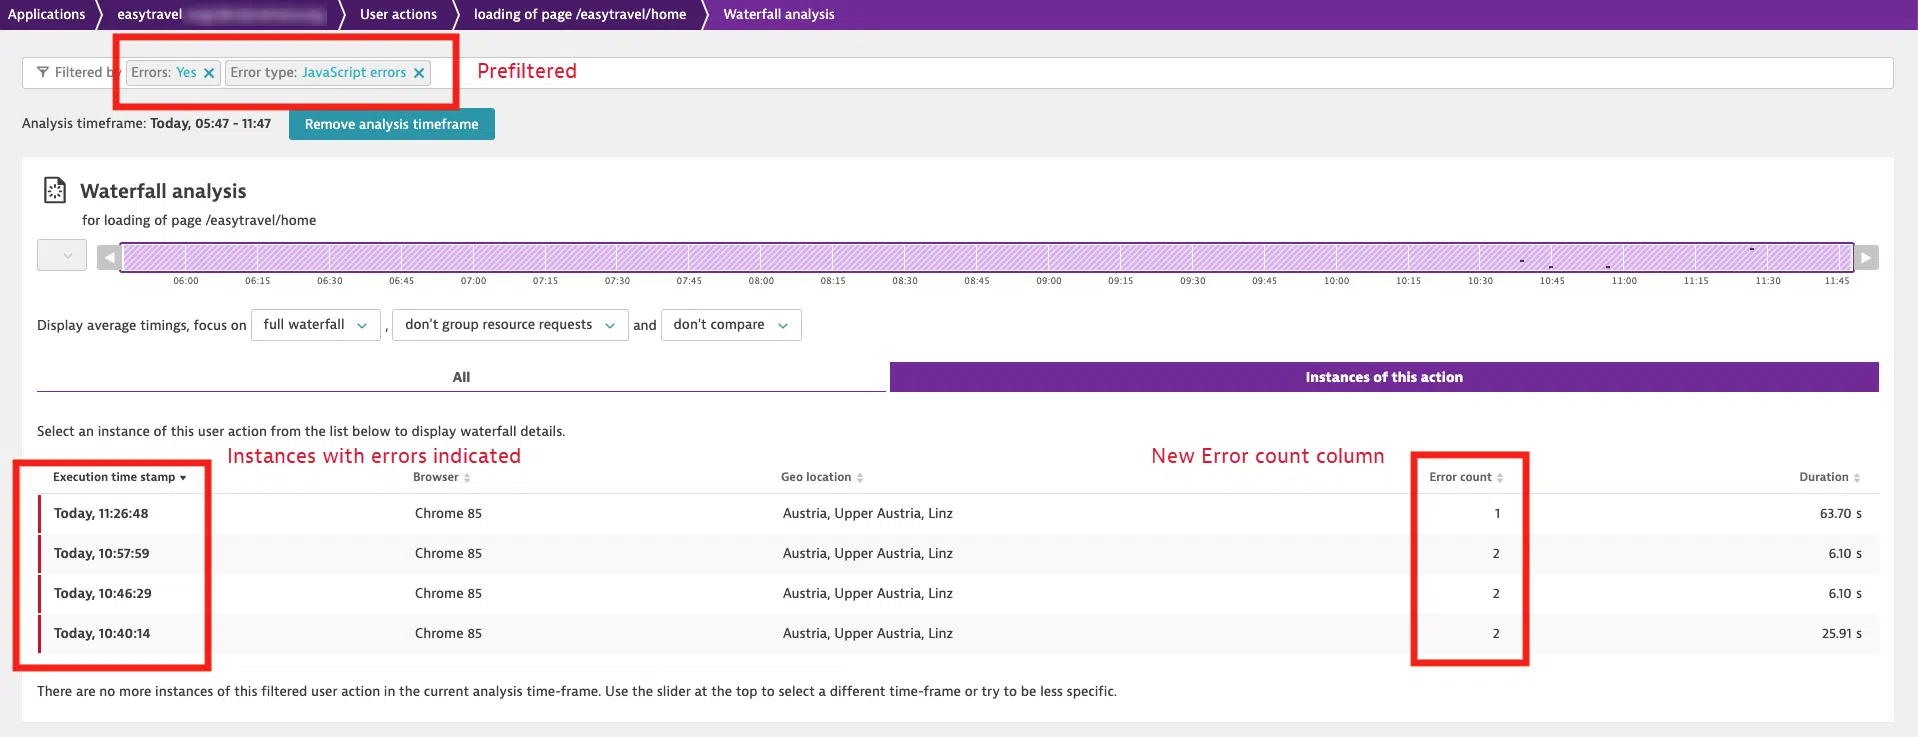 Applications easytravel User actions loading of page /easytravel/home Waterfall analysis
Filtered by Errors: Yes Error type: JavaScript errors Prefiltered
Analysis timeframe: Today, 05:47 - 11:47 Remove analysis timeframe
Waterfall analysis
for loading of page /easytravel/home
06:00 06:15 06:30 06:45 07:00 07:15 07:30 07:45 08:00 08:15 08:30 08:45 09:00 09:15 09:30 09:45 10:00 10:15 10:30 10:45 11:00 11:15 11:30 11:45
Display average timings, focus on full waterfall , don't group resource requests and don't compare
All Instances of this action
Select an instance of this user action from the list below to display waterfall details.
Instances with errors indicated New Error count column
Execution time stamp Browser Geo location Error count Duration
Today, 11:26:48 Chrome 85 Austria, Upper Austria, Linz 1 63.70 s
Today, 10:57:59 Chrome 85 Austria, Upper Austria, Linz 2 6.10 s
Today, 10:46:29 Chrome 85 Austria, Upper Austria, Linz 2 6.10 s
Today, 10:40:14 Chrome 85 Austria, Upper Austria, Linz 2 25.91 s
There are no more instances of this filtered user action in the current analysis time-frame. Use the slider at the top to select a different time-frame or try to be less specific.